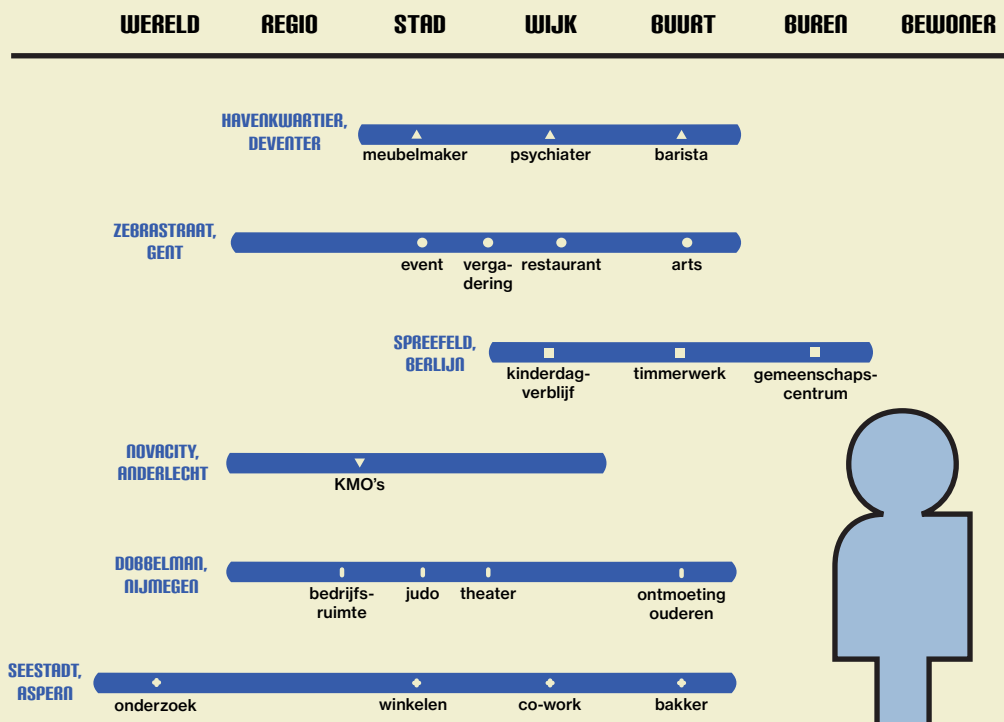 WERELD REGIO STAD WIJK BUURT BUREN BEWONER
HAVENKWARTIER,
DEVENTER
meubelmaker psychiater barista
ZEBRASTRAAT,
GENT
event verga- restaurant arts
dering
SPREEFELD,
BERLIJN
kinderdag- timmerwerk gemeenschaps-
verblijf centrum
NOVACITY,
ANDERLECHT
KMO's
DOBBELMAN,
NIJMEGEN
bedrijfs- judo theater ontmoeting
ruimte ouderen
SEESTADT,
ASPERN
onderzoek winkelen co-work bakker